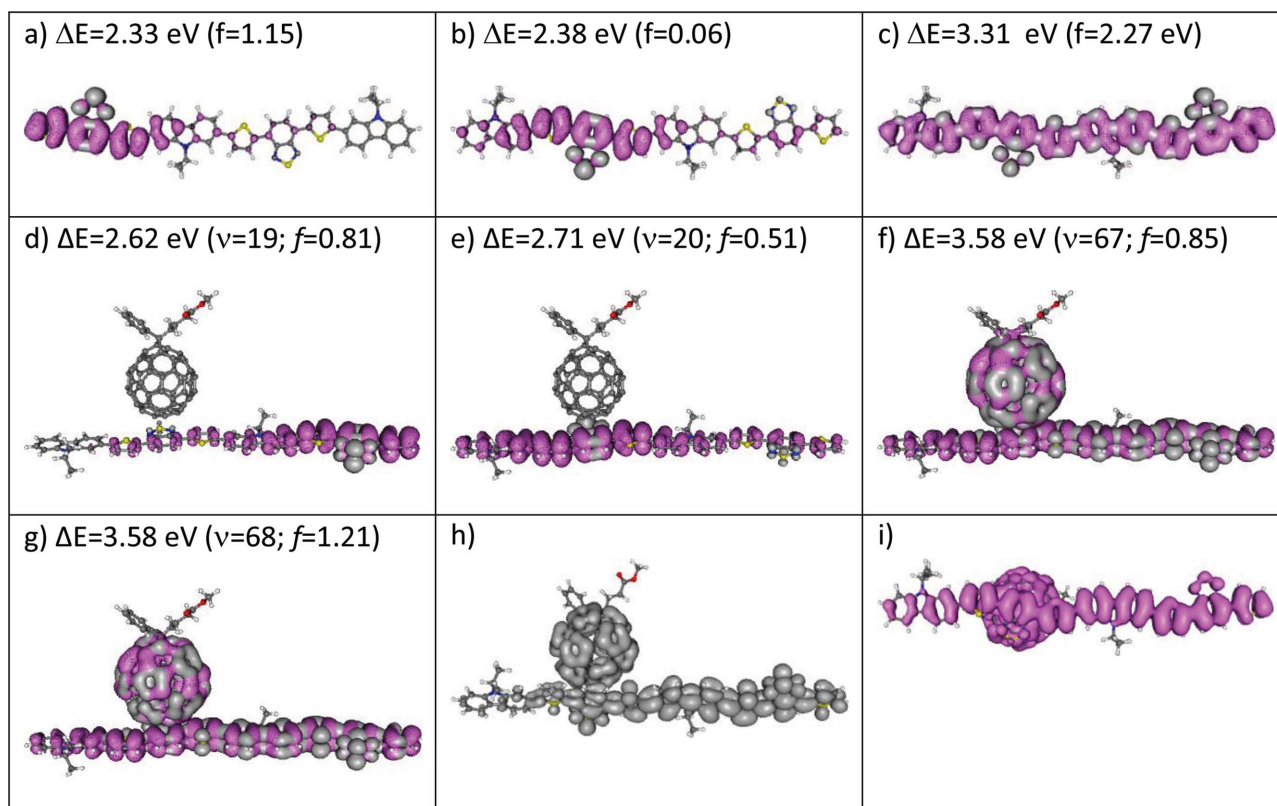 a) ΔE=2.33 eV (f=1.15)
b) ΔE=2.38 eV (f=0.06)
c) ΔE=3.31  eV (f=2.27 eV)
d) ΔE=2.62 eV (ν=19; f=0.81)
e) ΔE=2.71 eV (ν=20; f=0.51)
f) ΔE=3.58 eV (ν=67; f=0.85)
g) ΔE=3.58 eV (ν=68; f=1.21)
h)
i)